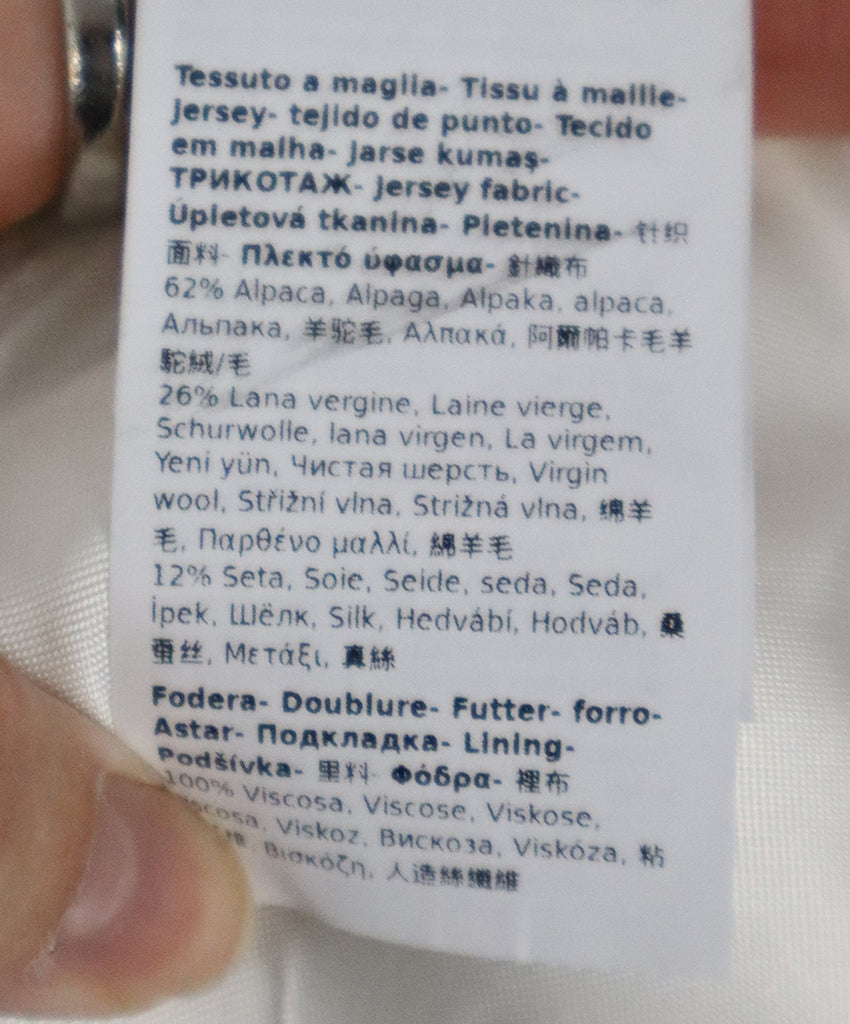 Tessuto a maglia- Tissu à maille-
Jersey- tejido de punto- Tecido
em malha- Jarse kumaş-
ТРИКОТАЖ- Jersey fabric-
Úpletová tkanina- Pletenina- 针织
面料- Πλεκτό ύφασμα- 針織布
62% Alpaca, Alpaga, Alpaka, alpaca,
Альпака, 羊驼毛, Αλπακά, 阿爾帕卡毛羊
駝絨/毛
26% Lana vergine, Laine vierge,
Schurwolle, lana virgen, La virgem,
Yeni yün, Чистая шерсть, Virgin
wool, Střižní vlna, Strižná vlna, 绵羊
毛, Παρθένο μαλλί, 綿羊毛
12% Seta, Soie, Seide, seda, Seda,
İpek, Шёлк, Silk, Hedvábí, Hodváb, 桑
蚕丝, Μετάξι, 真絲
Fodera- Doublure- Futter- forro-
Astar- Подкладка- Lining-
Podšívka- 里料- Φόδρα- 裡布
100% Viscosa, Viscose, Viskose,
Viskoz, Вискоза, Viskóza, 粘
Βισκόζη, 人造絲纖維